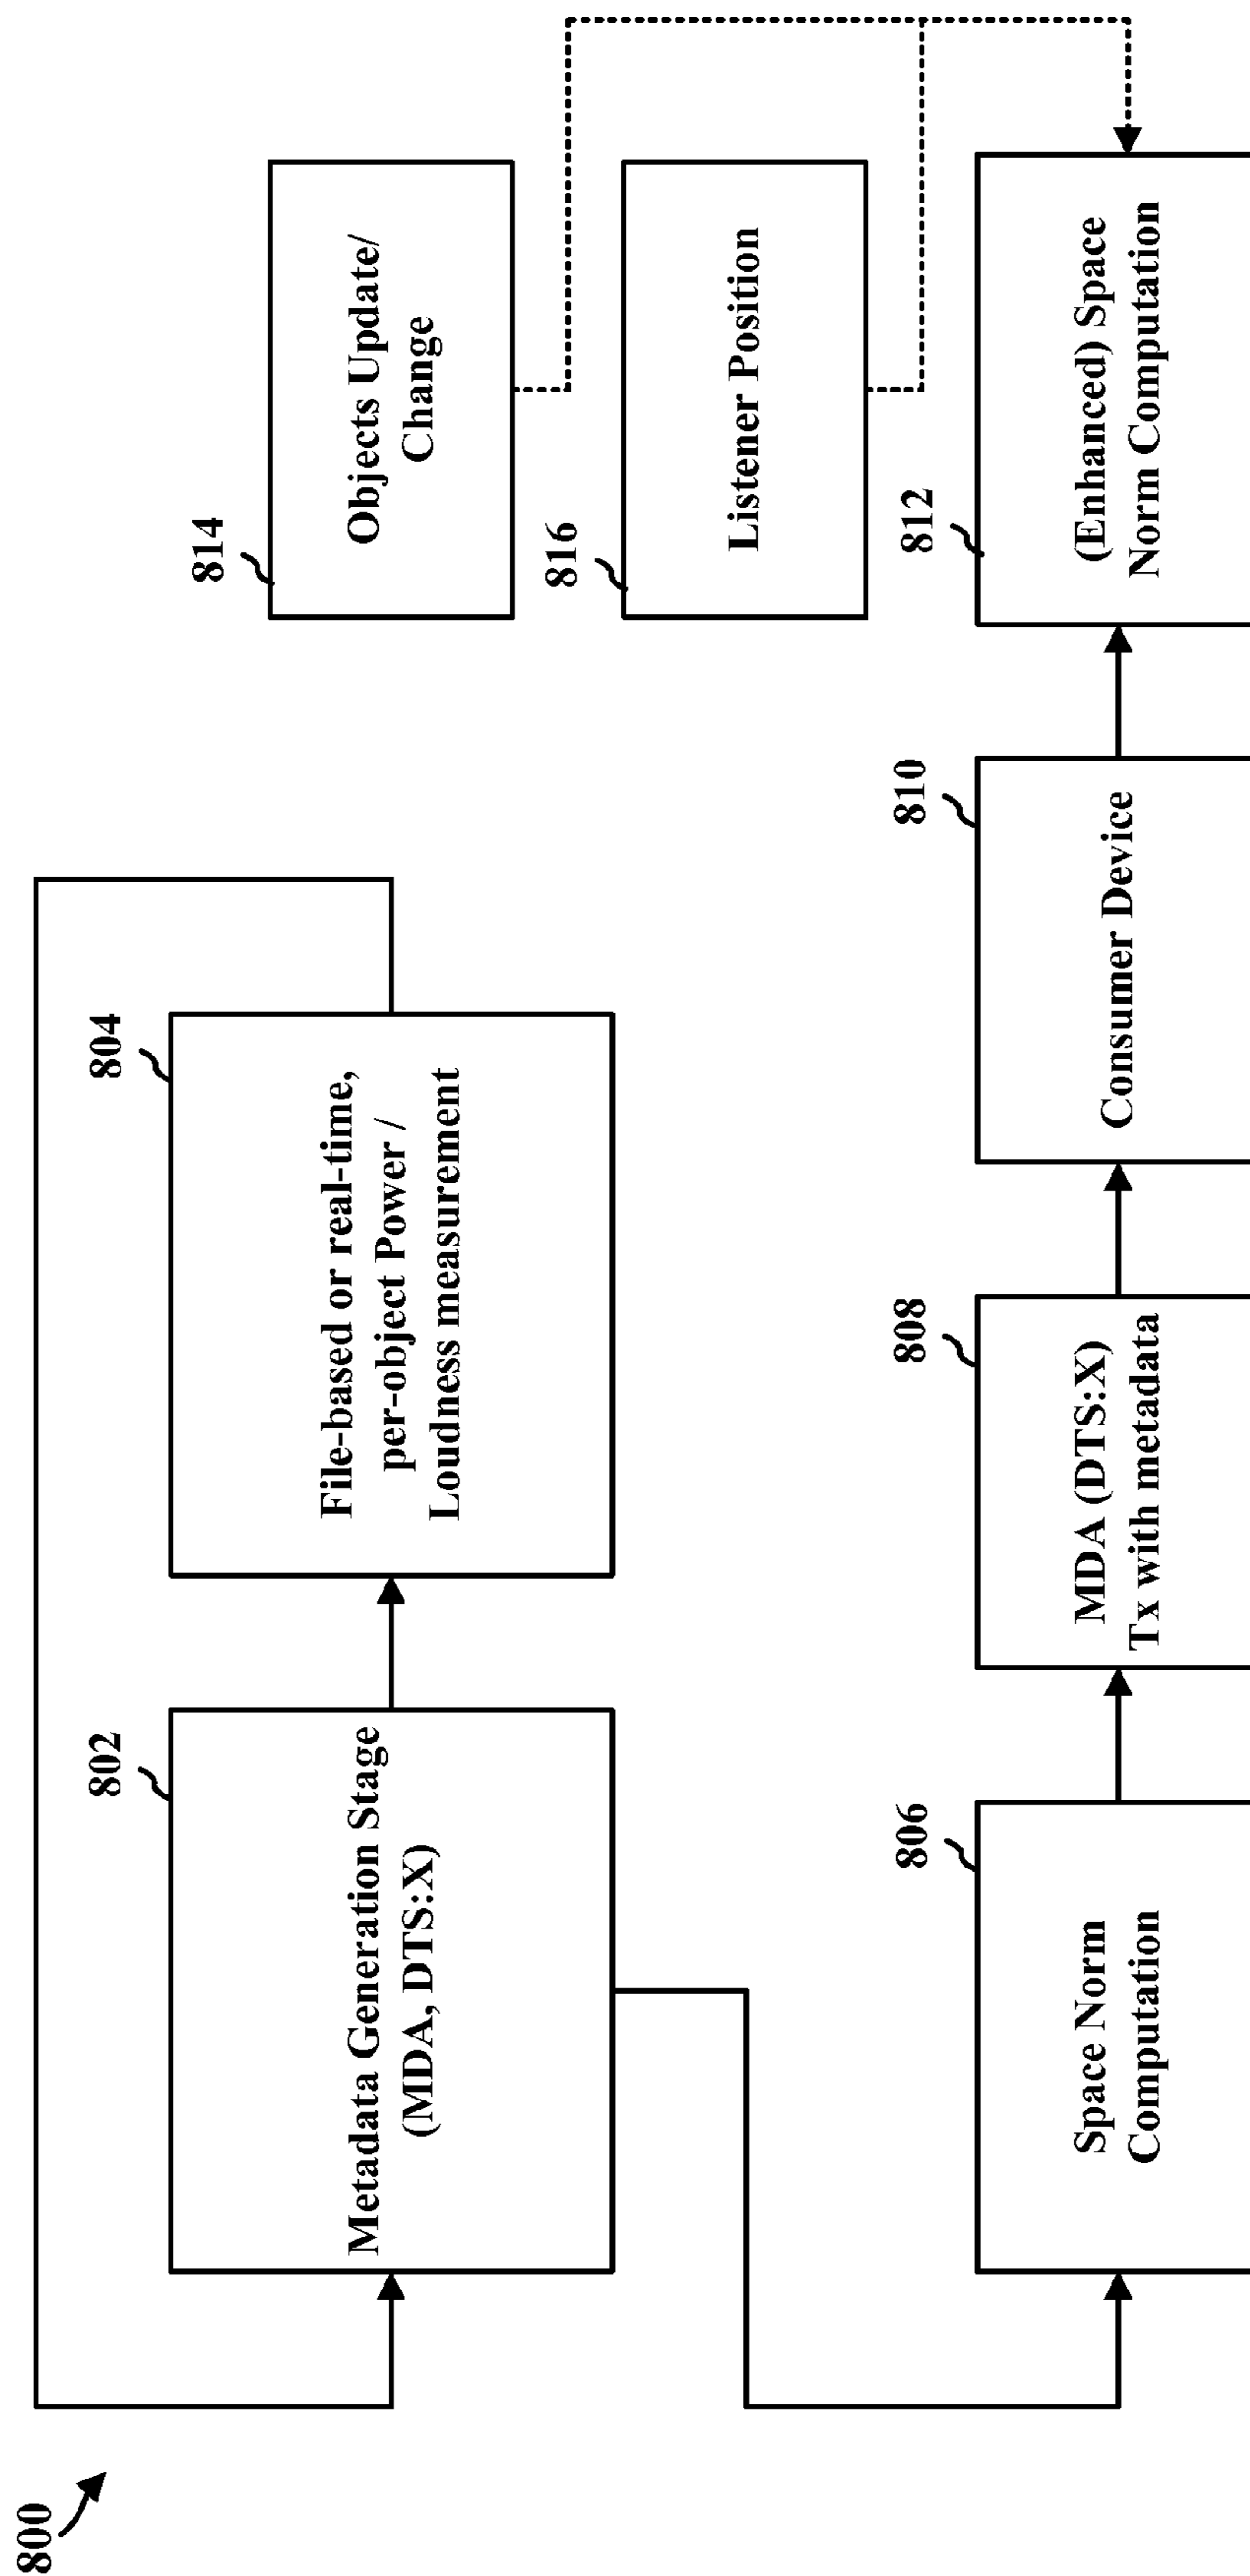 800
802
Metadata Generation Stage
(MDA, DTS:X)
804
File-based or real-time,
per-object Power /
Loudness measurement
814
Objects Update/
Change
816
Listener Position
806
Space Norm
Computation
808
MDA (DTS:X)
Tx with metadata
810
Consumer Device
812
(Enhanced) Space
Norm Computation